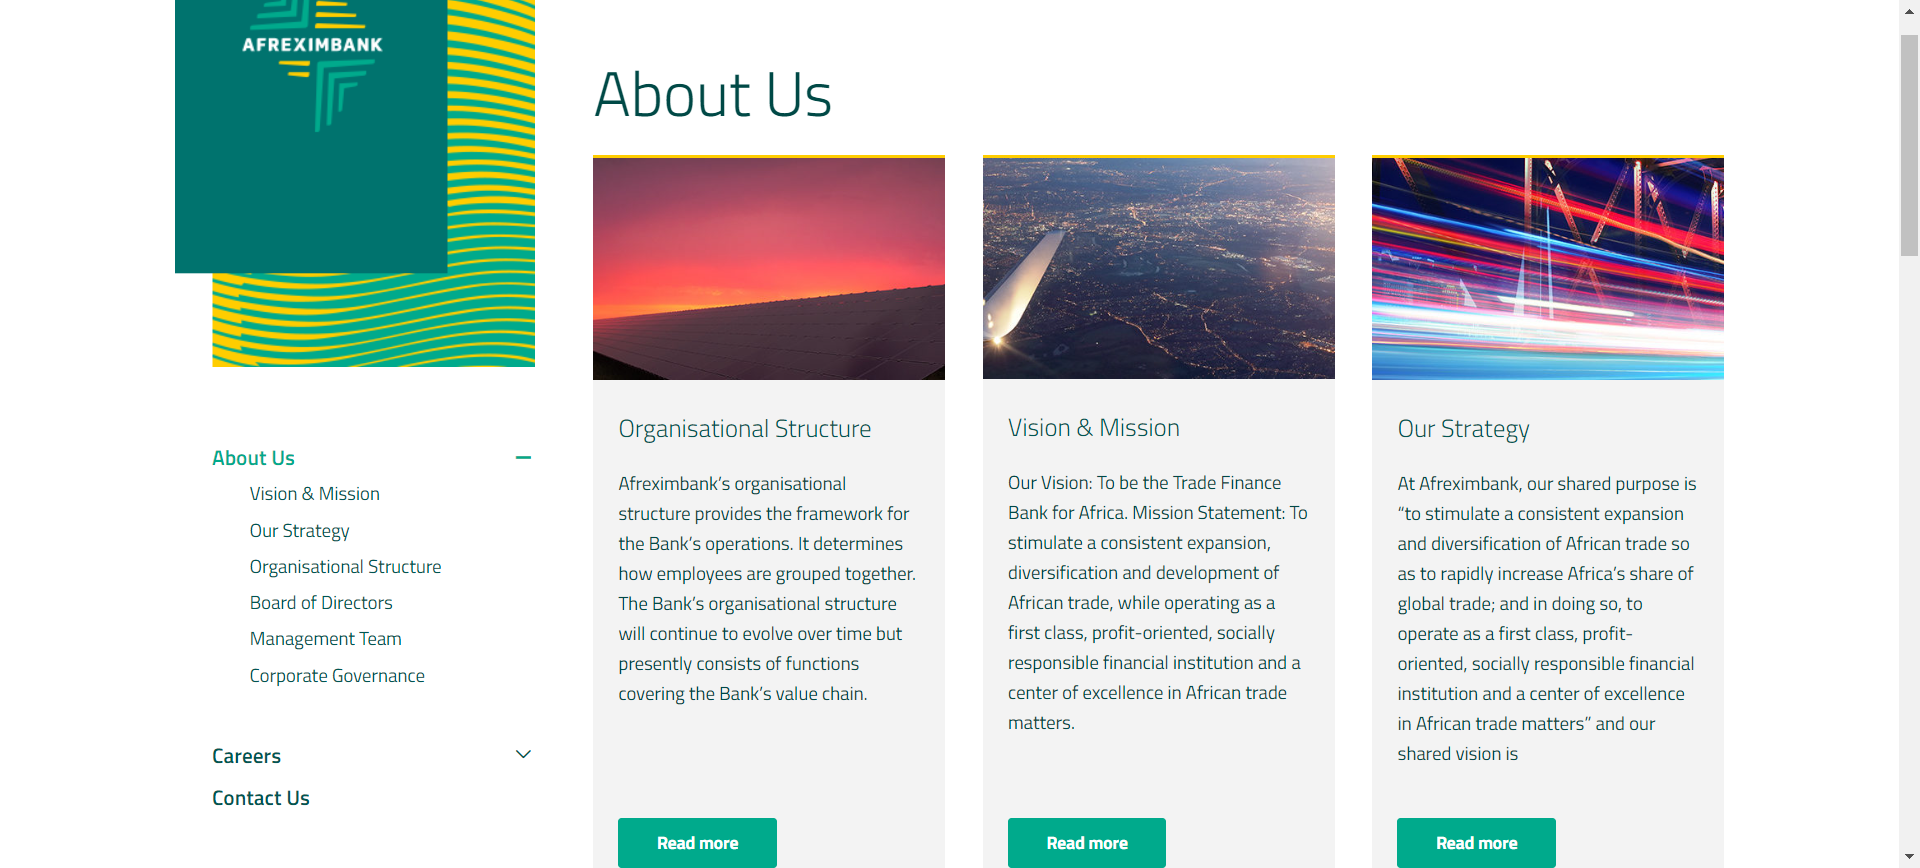 AFREXIMBANK
About Us
About Us
Vision & Mission
Our Strategy
Organisational Structure
Board of Directors
Management Team
Corporate Governance
Careers
Contact Us
Organisational Structure
Afreximbank’s organisational
structure provides the framework for
the Bank’s operations. It determines
how employees are grouped together.
The Bank’s organisational structure
will continue to evolve over time but
presently consists of functions
covering the Bank’s value chain.
Read more
Vision & Mission
Our Vision: To be the Trade Finance
Bank for Africa. Mission Statement: To
stimulate a consistent expansion,
diversification and development of
African trade, while operating as a
first class, profit-oriented, socially
responsible financial institution and a
center of excellence in African trade
matters.
Read more
Our Strategy
At Afreximbank, our shared purpose is
“to stimulate a consistent expansion
and diversification of African trade so
as to rapidly increase Africa’s share of
global trade; and in doing so, to
operate as a first class, profit-
oriented, socially responsible financial
institution and a center of excellence
in African trade matters” and our
shared vision is
Read more